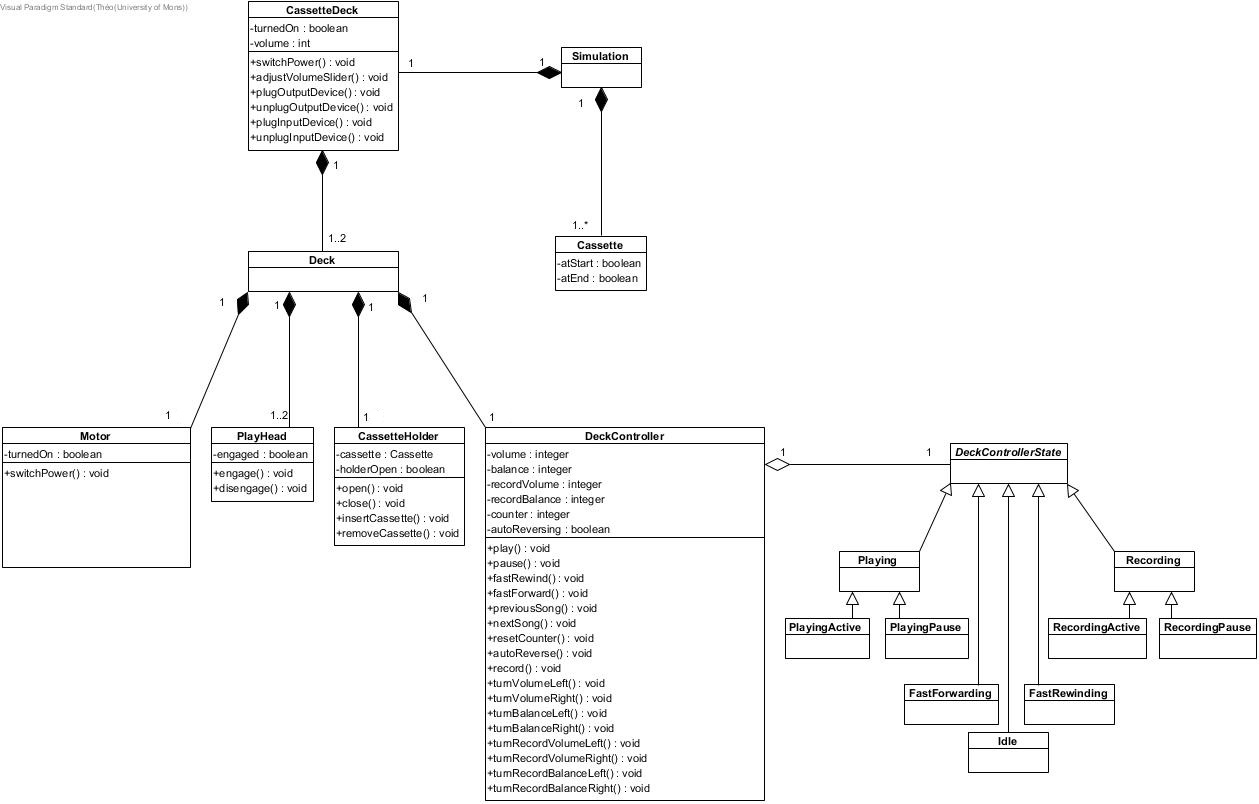 Visual Paradigm Standard(Théo(University of Mons))
CassetteDeck
-turnedOn : boolean
-volume : int
+switchPower() : void
+adjustVolumeSlider() : void
+plugOutputDevice() : void
+unplugOutputDevice() : void
+plugInputDevice() : void
+unplugInputDevice() : void
1
1
Simulation
1
1..*
Cassette
-atStart : boolean
-atEnd : boolean
1
1..2
Deck
1
1
1
1
1
1..2
1
1
Motor
-turnedOn : boolean
+switchPower() : void
PlayHead
-engaged : boolean
+engage() : void
+disengage() : void
CassetteHolder
-cassette : Cassette
-holderOpen : boolean
+open() : void
+close() : void
+insertCassette() : void
+removeCassette() : void
DeckController
-volume : integer
-balance : integer
-recordVolume : integer
-recordBalance : integer
-counter : integer
-autoReversing : boolean
+play() : void
+pause() : void
+fastRewind() : void
+fastForward() : void
+previousSong() : void
+nextSong() : void
+resetCounter() : void
+autoReverse() : void
+record() : void
+turnVolumeLeft() : void
+turnVolumeRight() : void
+turnBalanceLeft() : void
+turnBalanceRight() : void
+turnRecordVolumeLeft() : void
+turnRecordVolumeRight() : void
+turnRecordBalanceLeft() : void
+turnRecordBalanceRight() : void
1
1
DeckControllerState
Playing
Recording
PlayingActive
PlayingPause
RecordingActive
RecordingPause
FastForwarding
FastRewinding
Idle